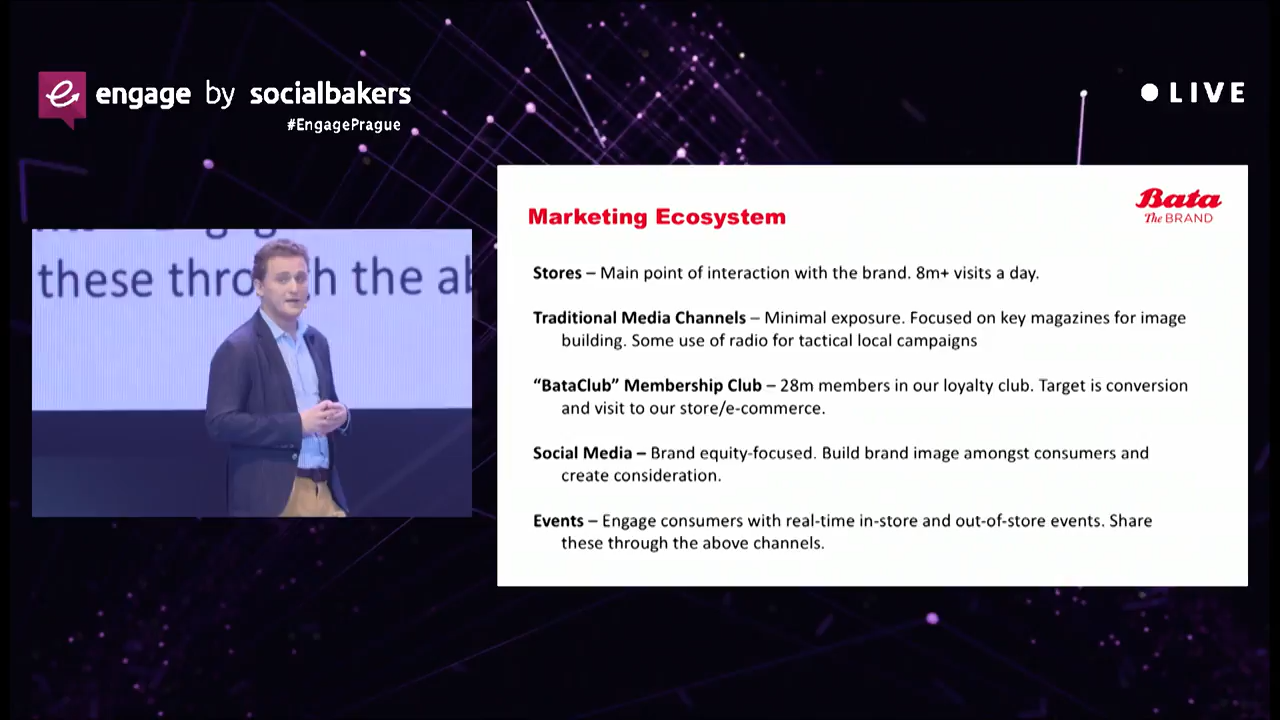 engage by socialbakers
#EngagePrague
LIVE
Bata
The BRAND
Marketing Ecosystem
Stores – Main point of interaction with the brand. 8m+ visits a day.
Traditional Media Channels – Minimal exposure. Focused on key magazines for image
building. Some use of radio for tactical local campaigns
“BataClub” Membership Club – 28m members in our loyalty club. Target is conversion
and visit to our store/e-commerce.
Social Media – Brand equity-focused. Build brand image amongst consumers and
create consideration.
Events – Engage consumers with real-time in-store and out-of-store events. Share
these through the above channels.
these through the ab